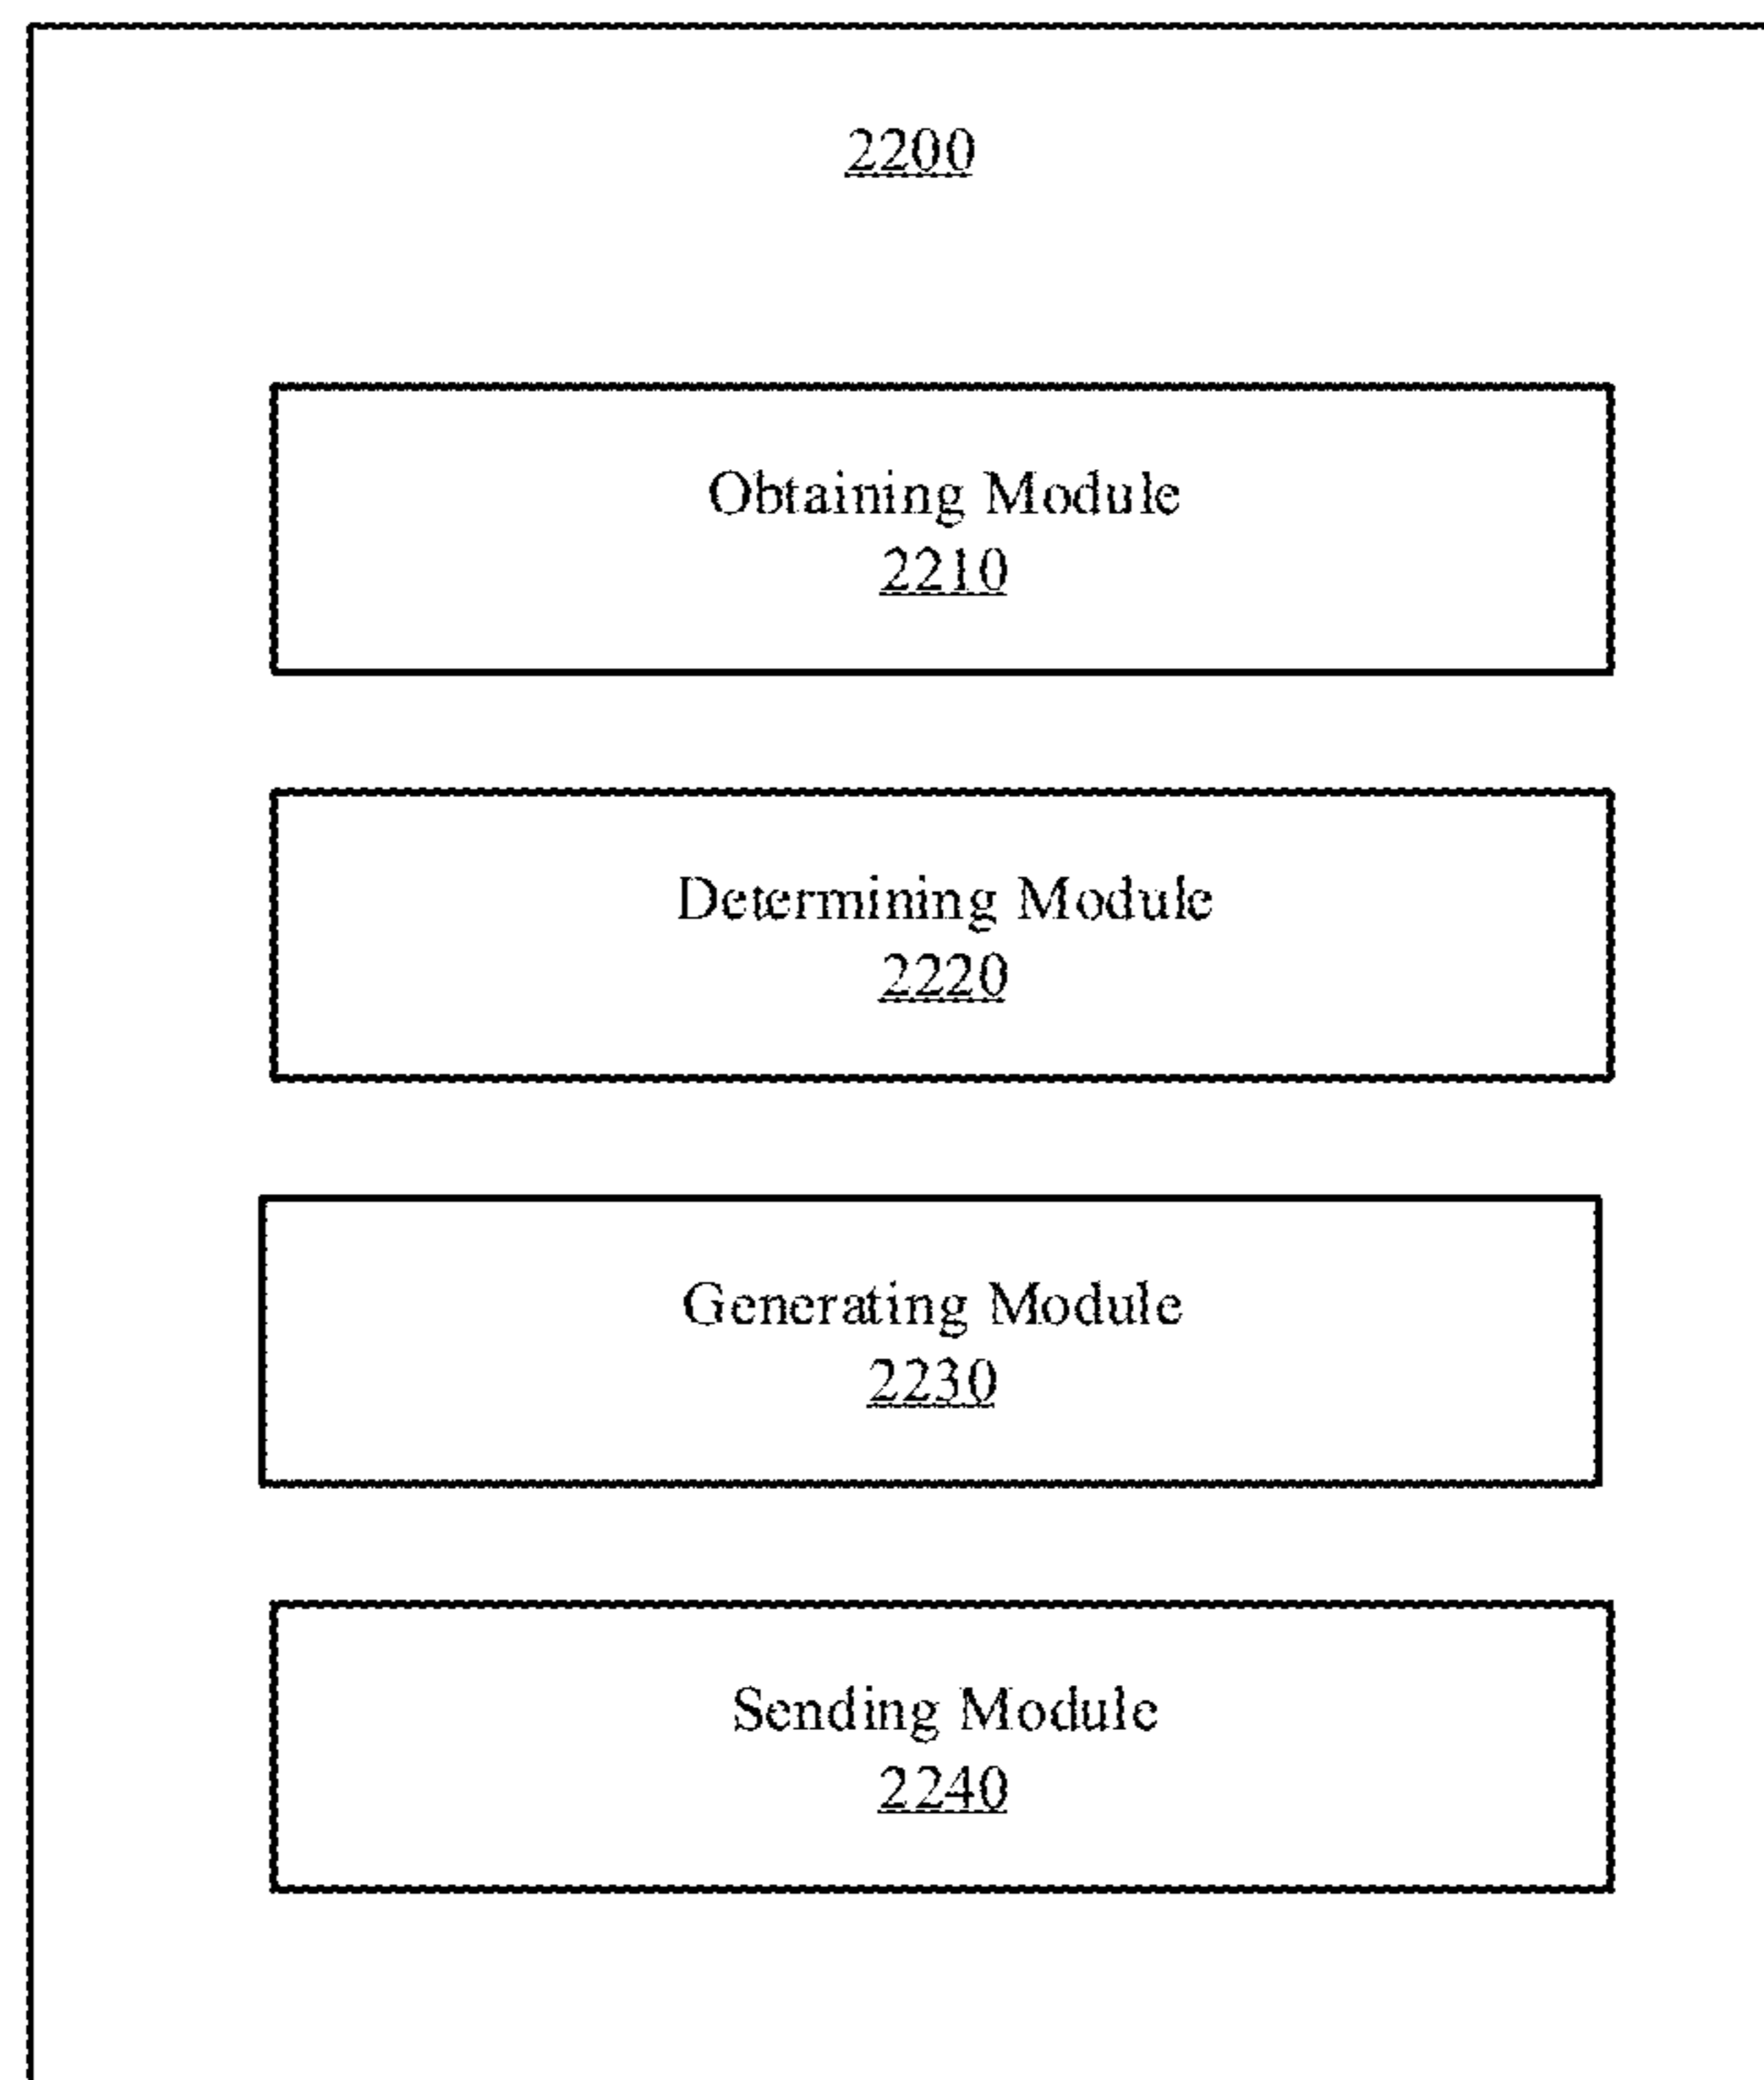 2200
Obtaining Module
2210
Determining Module
2220
Generating Module
2230
Sending Module
2240